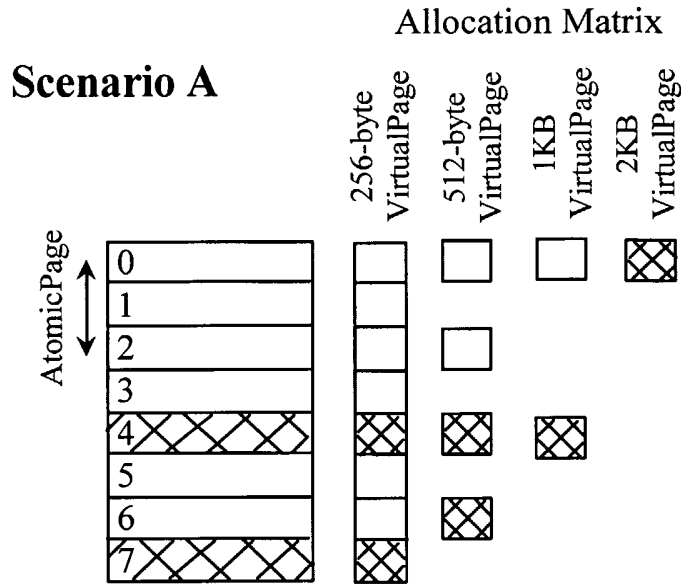 Allocation Matrix
Scenario A
256-byte
VirtualPage
512-byte
VirtualPage
1KB
VirtualPage
2KB
VirtualPage
AtomicPage
0
1
2
3
4
5
6
7